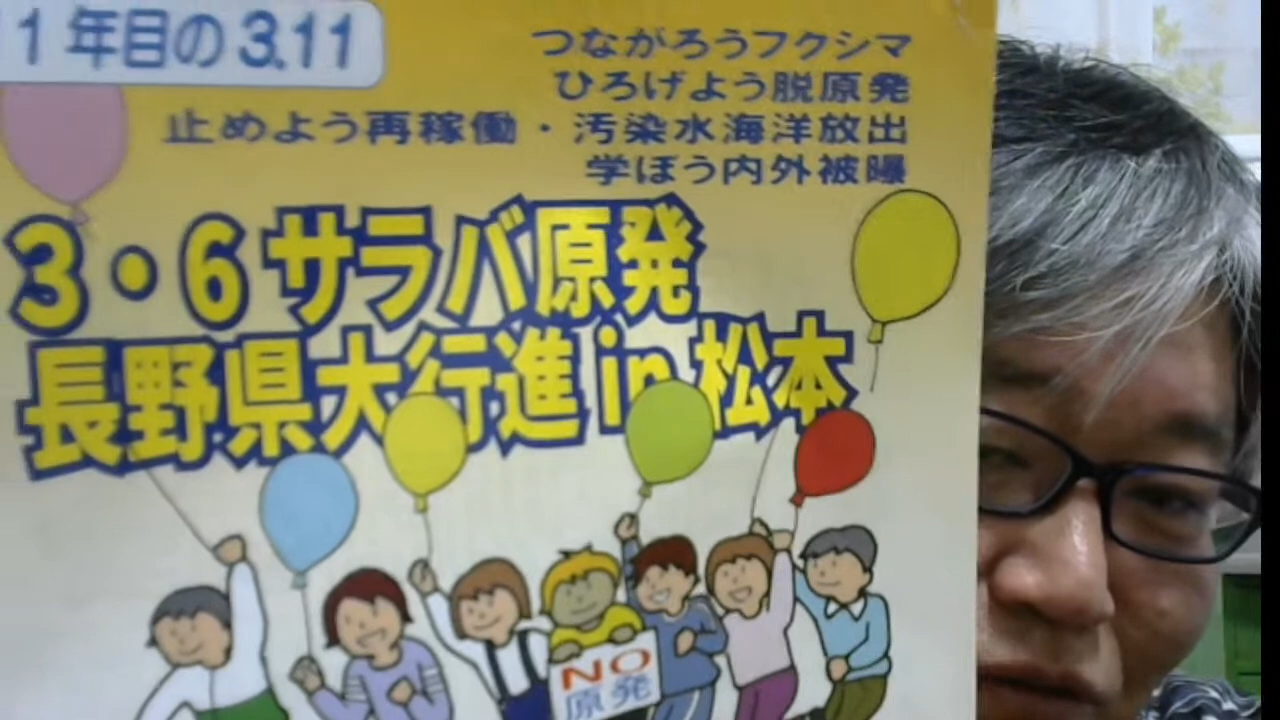 1年目の3.11
つながろうフクシマ
ひろげよう脱原発
止めよう再稼働・汚染水海洋放出
学ぼう内外被曝
3・6サラバ原発
長野県大行進in松本
NO
原発